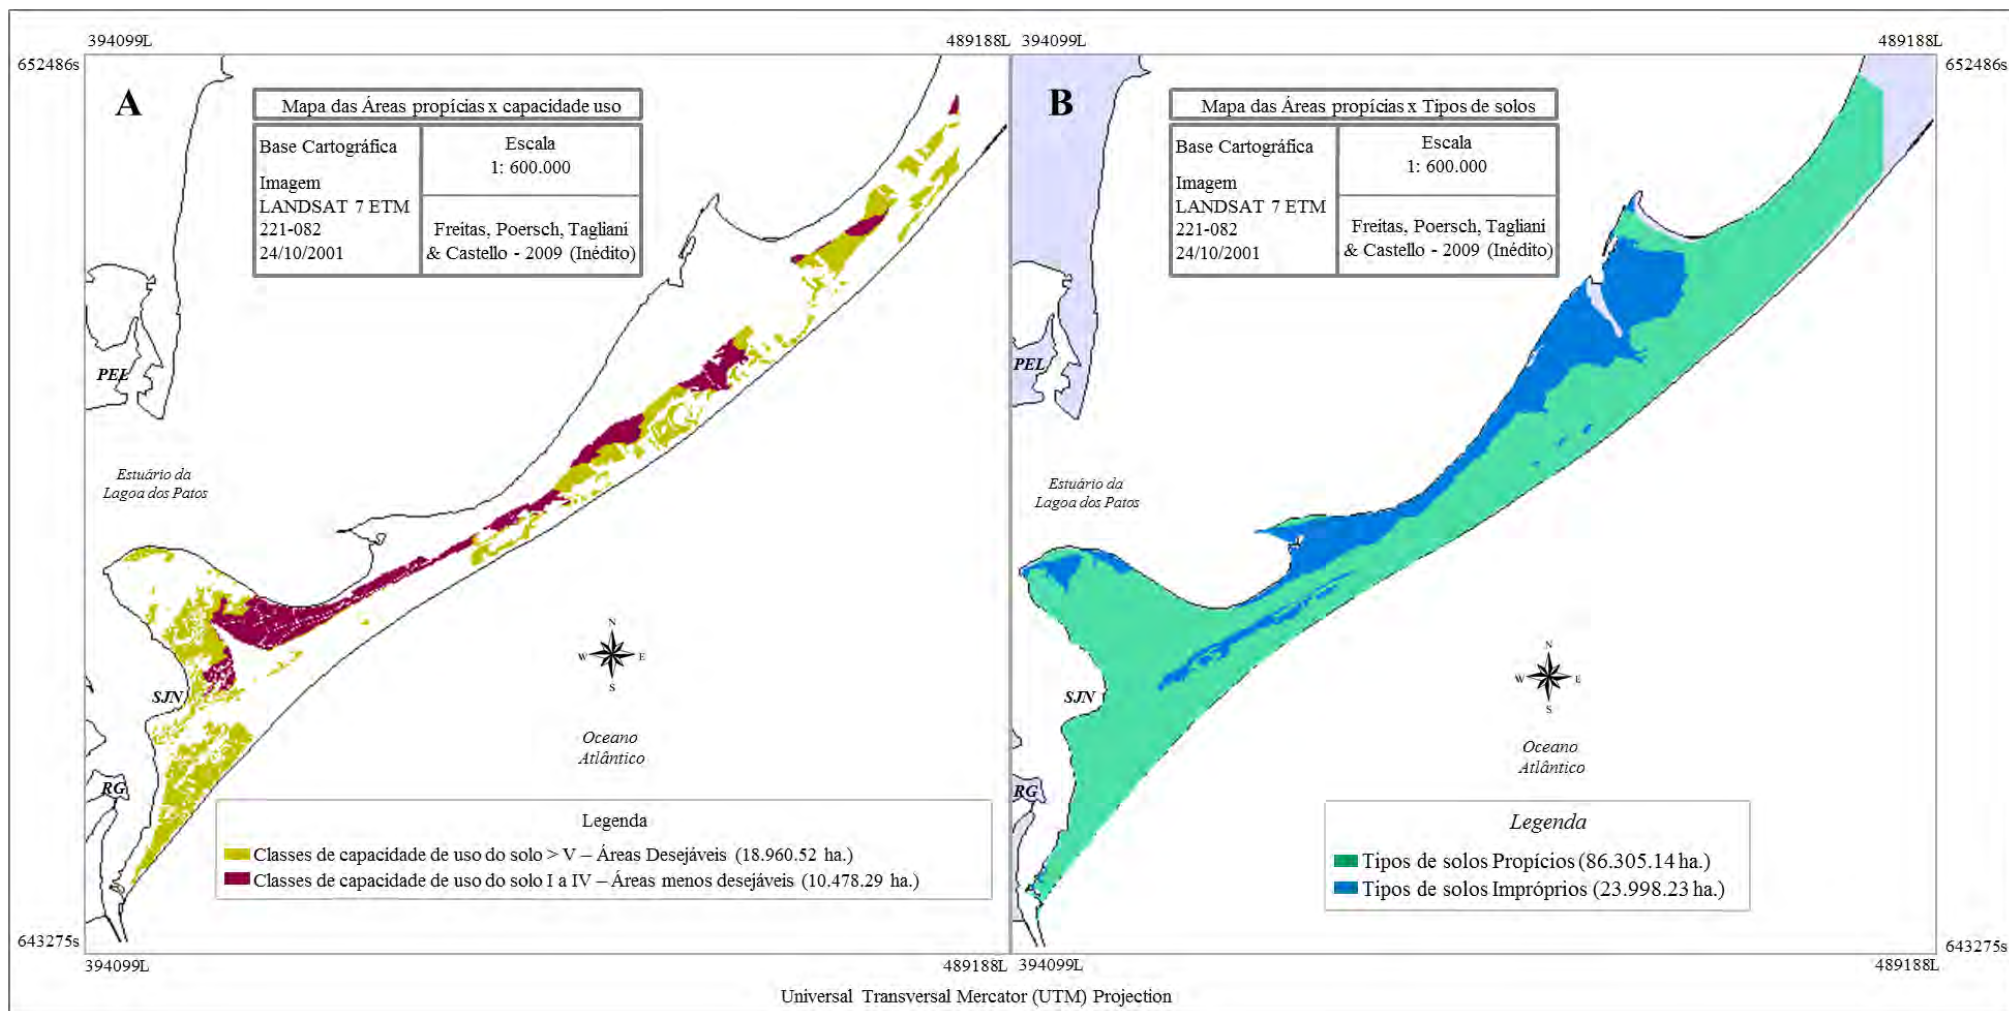 394099L
489188L
394099L
489188L
652486s
652486s
A
Mapa das Áreas propícias x capacidade uso
Base Cartográfica
Imagem
LANDSAT 7 ETM
221-082
24/10/2001
Escala
1: 600.000
Freitas, Poersch, Tagliani
& Castello - 2009 (Inédito)
PEL
Estuário da
Lagoa dos Patos
SJN
RG
N
W
E
S
Oceano
Atlântico
Legenda
Classes de capacidade de uso do solo > V – Áreas Desejáveis (18.960.52 ha.)
Classes de capacidade de uso do solo I a IV – Áreas menos desejáveis (10.478.29 ha.)
B
Mapa das Áreas propícias x Tipos de solos
Base Cartográfica
Imagem
LANDSAT 7 ETM
221-082
24/10/2001
Escala
1: 600.000
Freitas, Poersch, Tagliani
& Castello - 2009 (Inédito)
PEL
Estuário da
Lagoa dos Patos
SJN
RG
N
W
E
S
Oceano
Atlântico
Legenda
Tipos de solos Propícios (86.305.14 ha.)
Tipos de solos Impróprios (23.998.23 ha.)
643275s
643275s
394099L
489188L
394099L
489188L
Universal Transversal Mercator (UTM) Projection